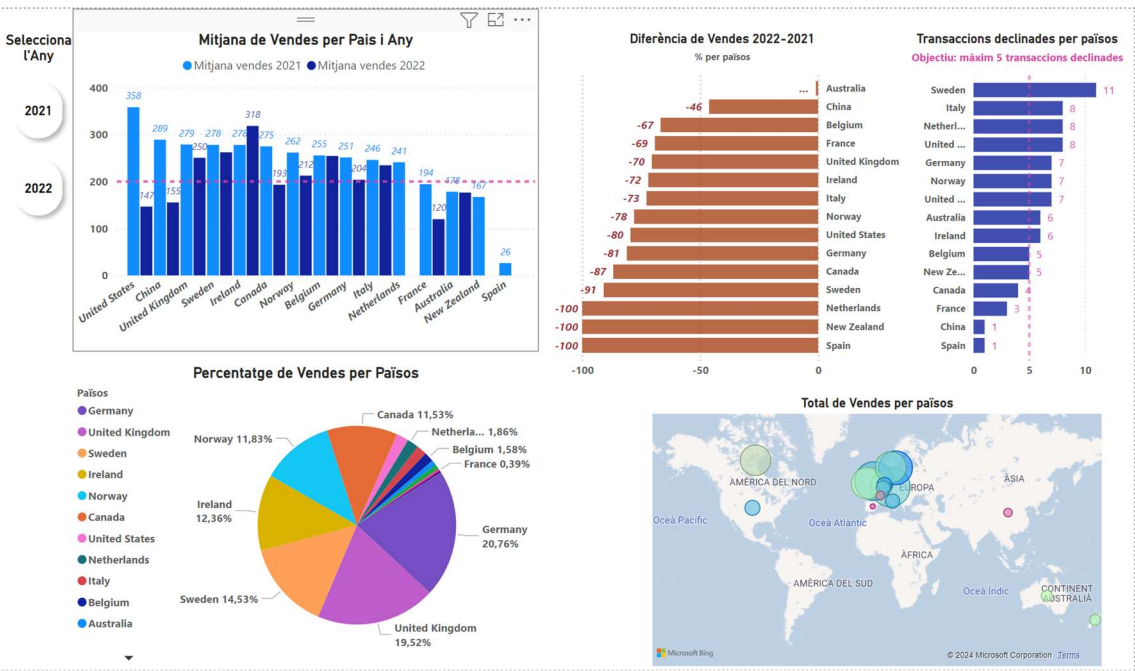 Selecciona
l'Any
2021
2022
Mitjana de Vendes per Pais i Any
Mitjana vendes 2021 Mitjana vendes 2022
400
300
200
100
0
358
147
289
155
279
250
278
278
318
275
193
262
212
255
251
204
246
241
194
120
178
167
26
United States
China
United Kingdom
Sweden
Ireland
Canada
Norway
Belgium
Germany
Italy
Netherlands
France
Australia
New Zealand
Spain
Diferència de Vendes 2022-2021
% per països
... Australia
-46 China
-67 Belgium
-69 France
-70 United Kingdom
-72 Ireland
-73 Italy
-78 Norway
-80 United States
-81 Germany
-87 Canada
-91 Sweden
-100 Netherlands
-100 New Zealand
-100 Spain
-100 -50 0
Transaccions declinades per països
Objectiu: màxim 5 transaccions declinades
Sweden 11
Italy 8
Netherl... 8
United ... 8
Germany 7
Norway 7
United ... 7
Australia 6
Ireland 6
Belgium 5
New Ze... 5
Canada 4
France 3
China 1
Spain 1
0 5 10
Percentatge de Vendes per Països
Països
Germany
United Kingdom
Sweden
Ireland
Norway
Canada
United States
Netherlands
Italy
Belgium
Australia
Canada 11,53%
Netherla... 1,86%
Belgium 1,58%
France 0,39%
Germany
20,76%
United Kingdom
19,52%
Sweden 14,53%
Ireland
12,36%
Norway 11,83%
Total de Vendes per països
AMÈRICA DEL NORD
EUROPA
ÀSIA
Oceà Pacífic
Oceà Atlàntic
ÀFRICA
AMÈRICA DEL SUD
Oceà Índic
CONTINENT
AUSTRALIÀ
Microsoft Bing
© 2024 Microsoft Corporation Terms